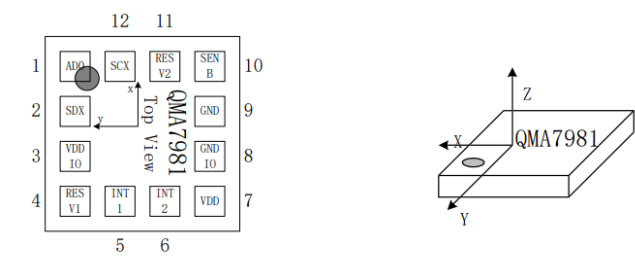 12 11
1 AD0 SCX RES V2 SEN B 10
x
2 SDX y Top View QMA7981 GND 9
3 VDD IO GND IO 8
4 RES V1 INT 1 INT 2 VDD 7
5 6
Z
X QMA7981
Y